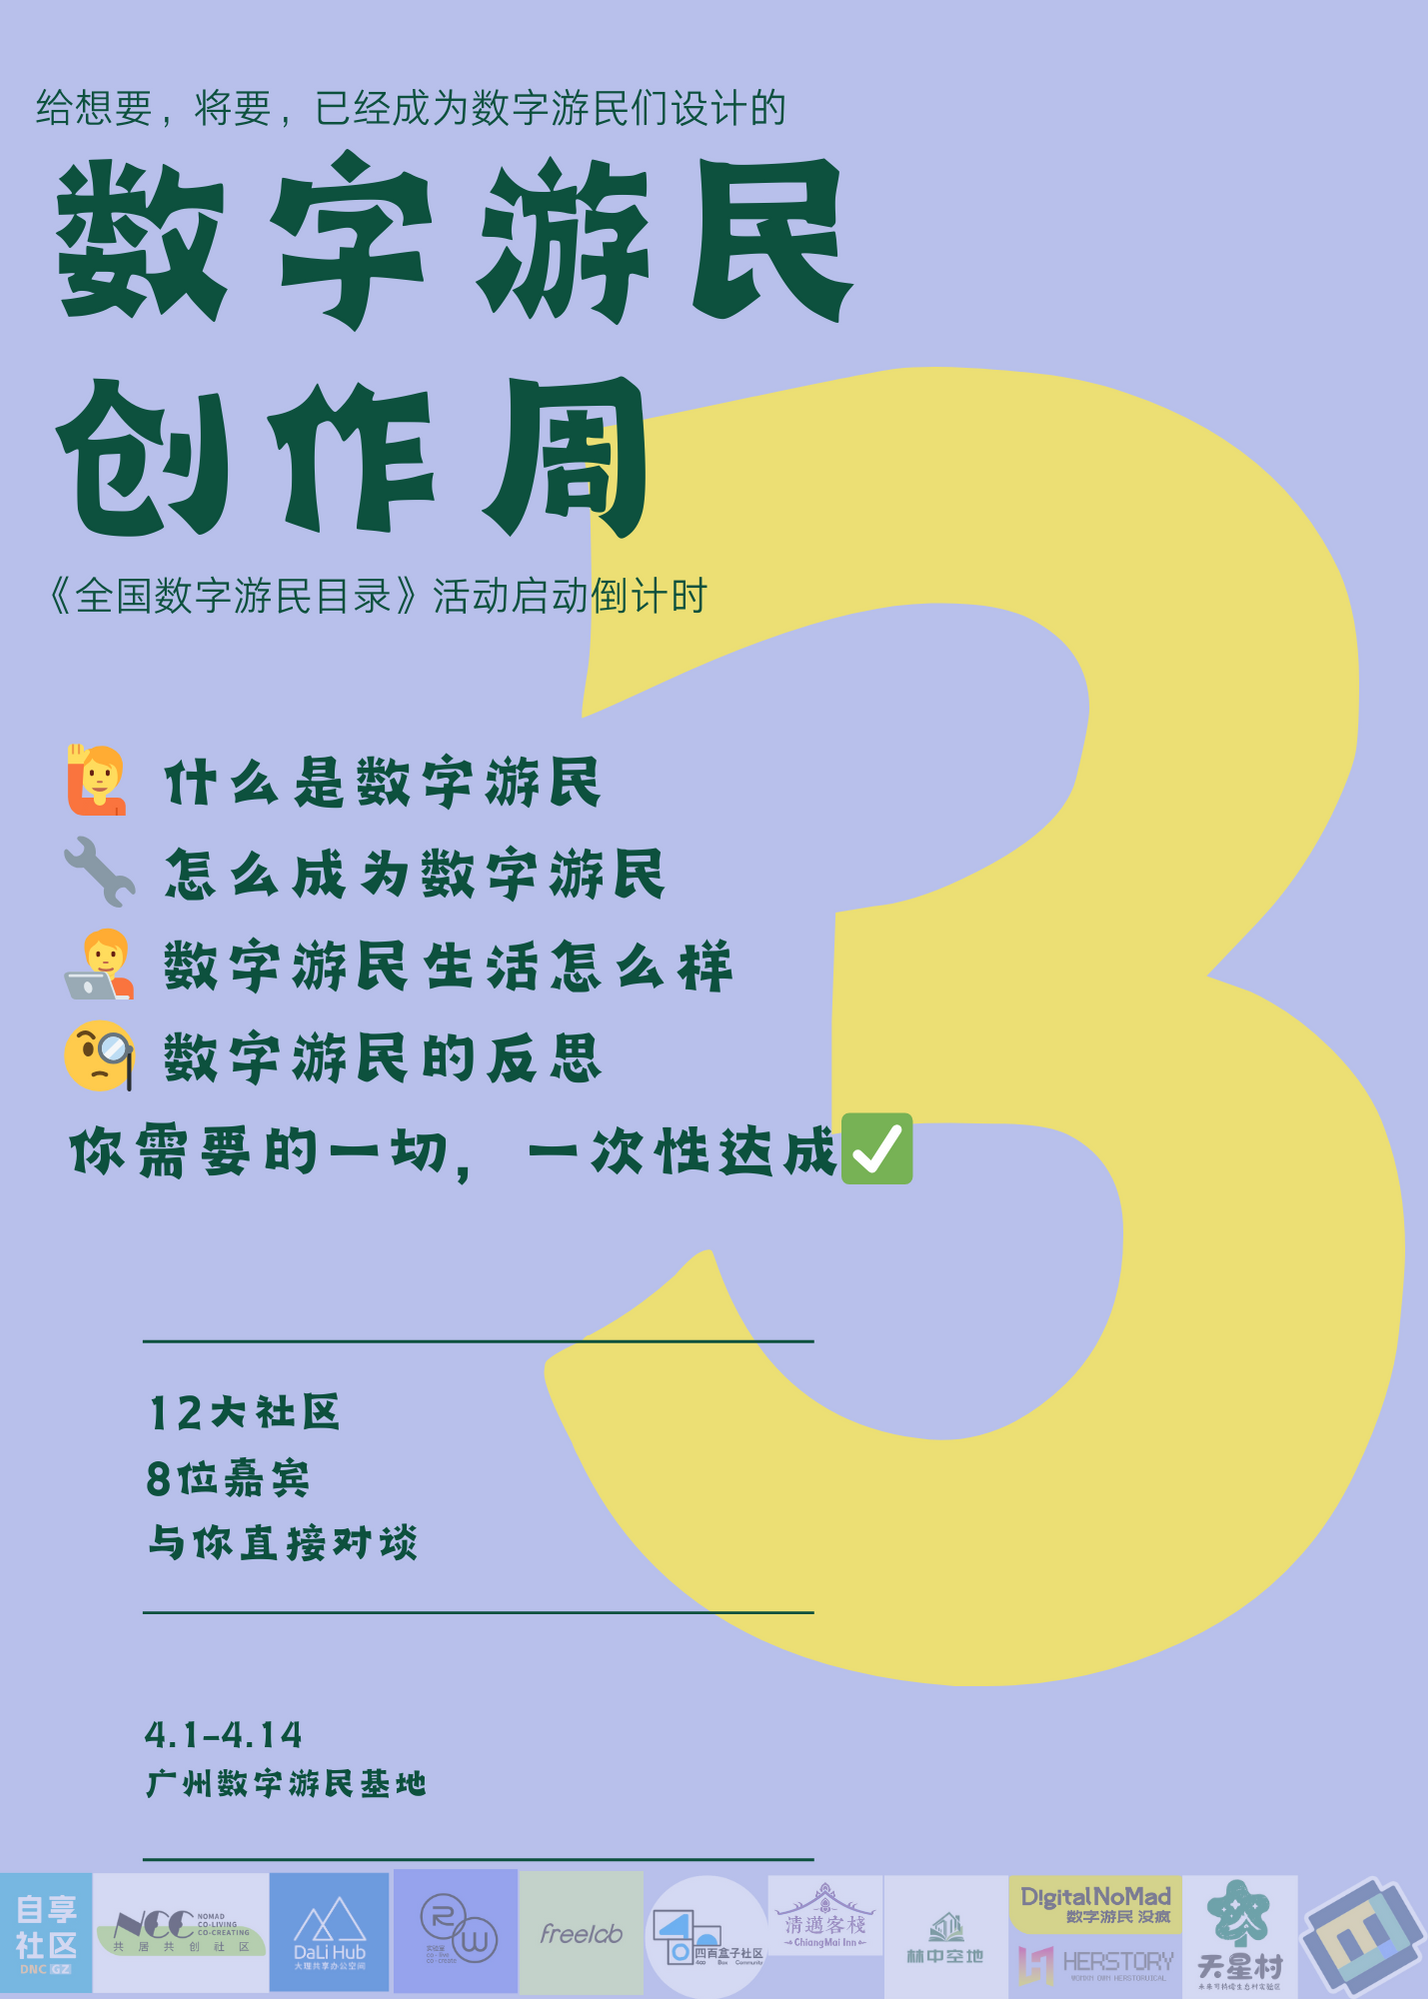 给想要，将要，已经成为数字游民们设计的
数字游民
创作周
《全国数字游民目录》活动启动倒计时
3
什么是数字游民
怎么成为数字游民
数字游民生活怎么样
数字游民的反思
你需要的一切，一次性达成
12大社区
8位嘉宾
与你直接对谈
4.1-4.14
广州数字游民基地
自享
社区
DNC GZ
NCC
NOMAD
CO-LIVING
CO-CREATING
共居共创社区
DaLi Hub
大理共享办公空间
R
W
freelab
四百盒子社区
400 Box Community
清邁客栈
ChiangMai Inn
林中空地
DigitalNoMad
数字游民 没疯
HERSTORY
天星村